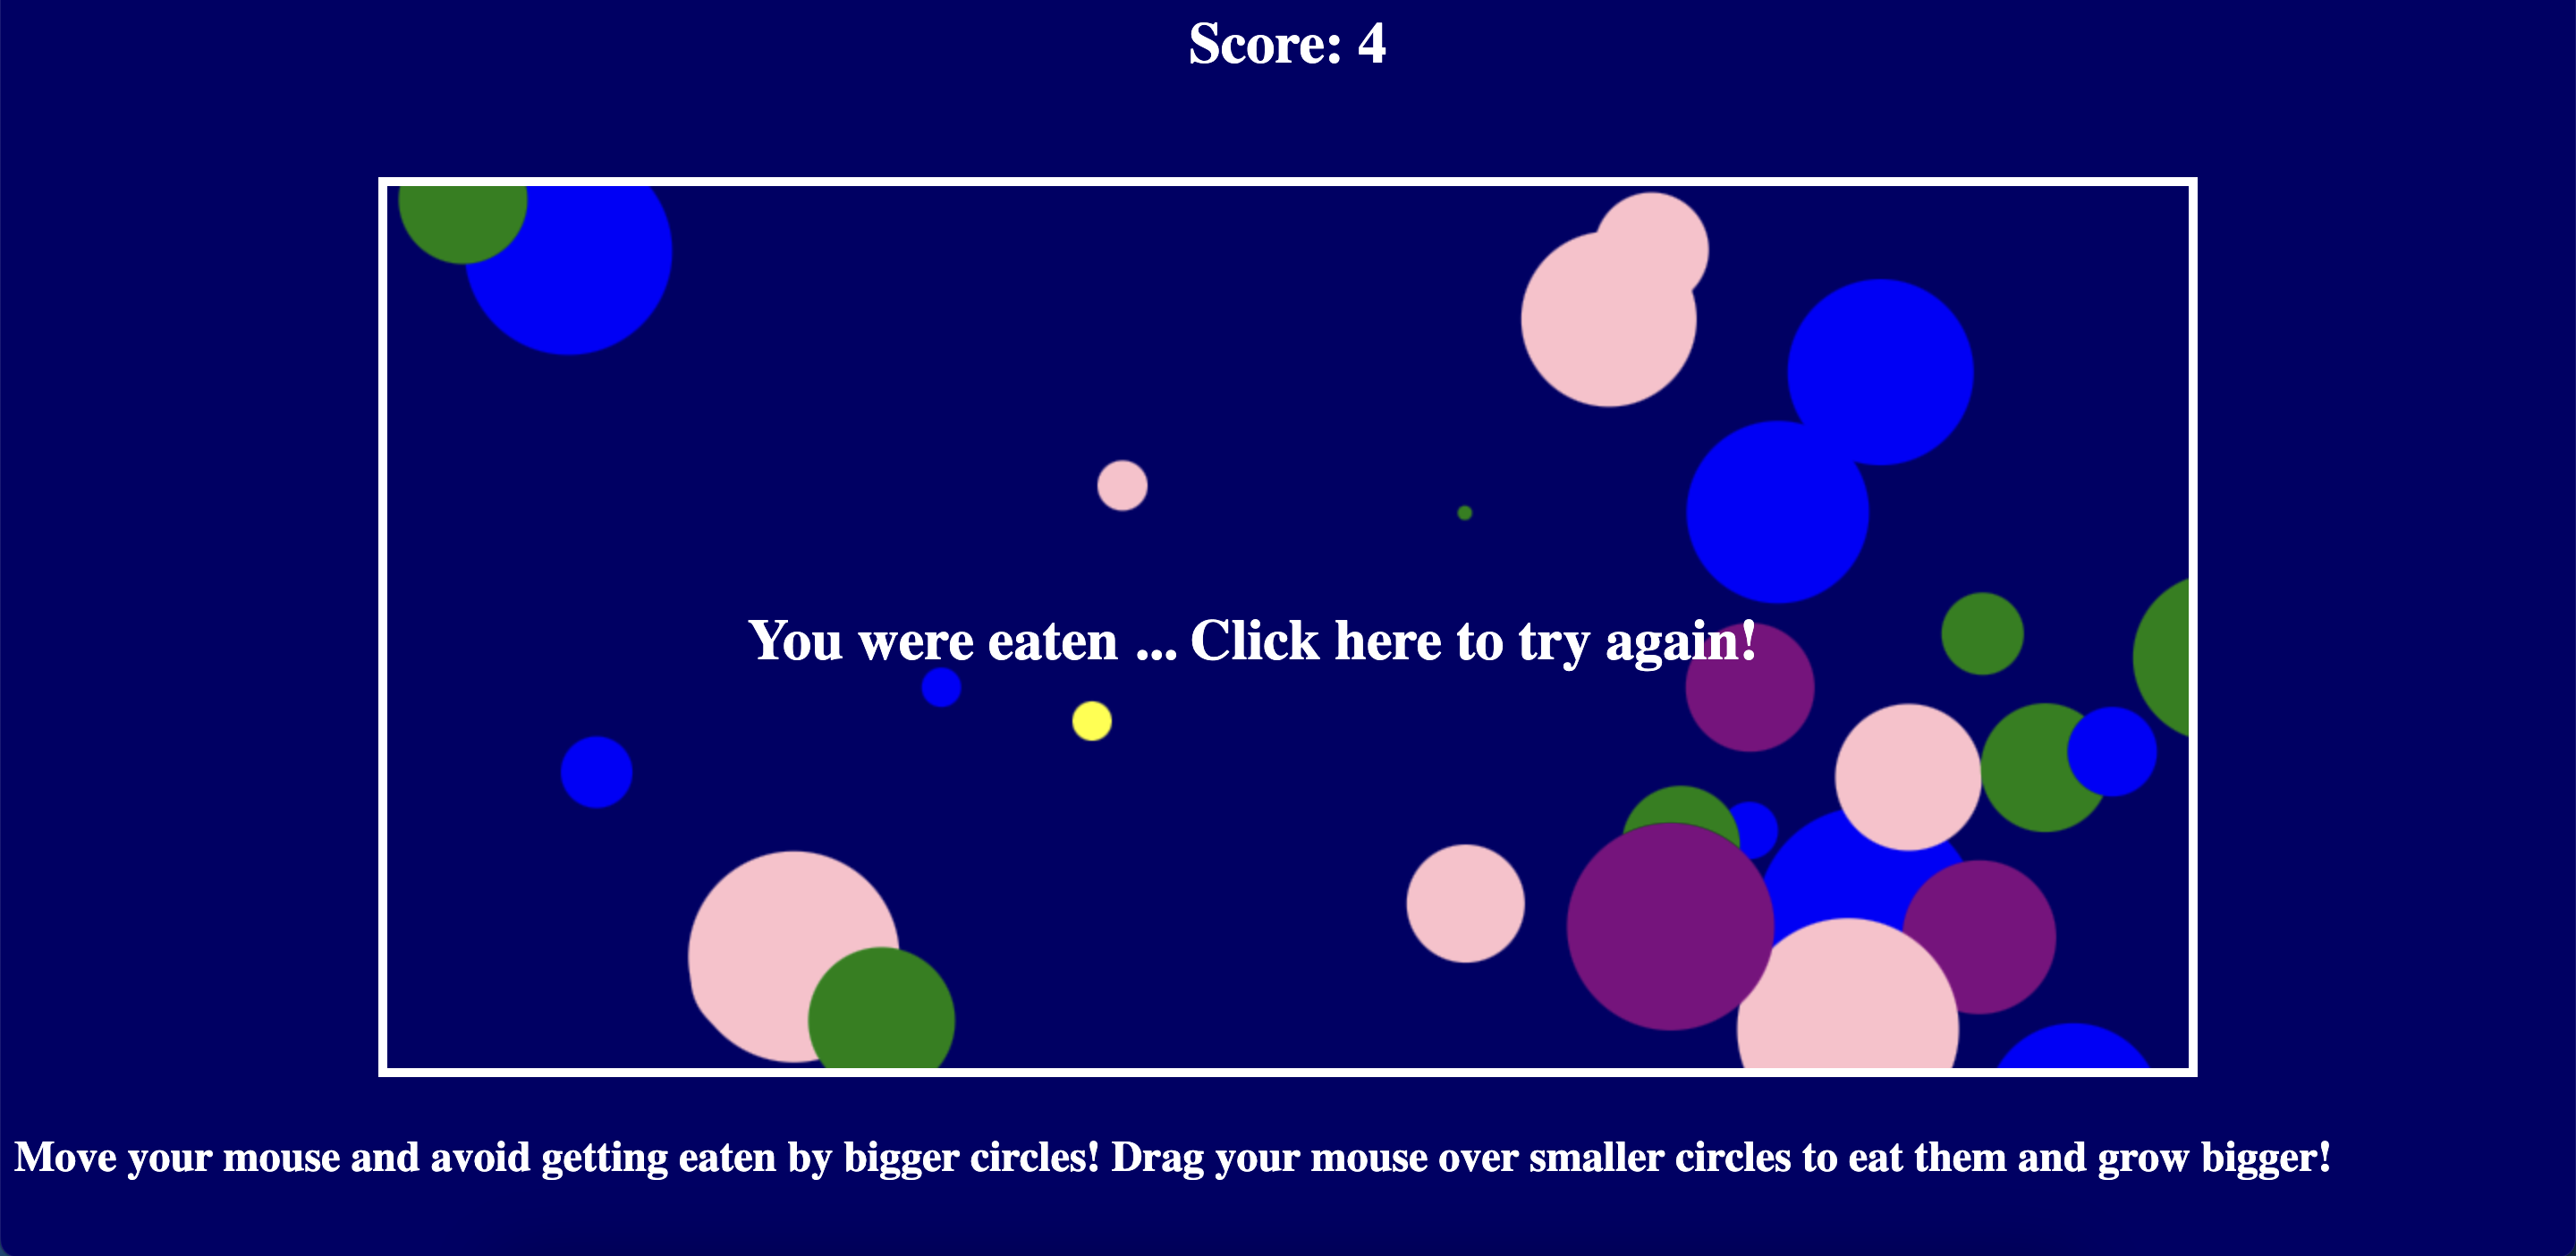 Score: 4
You were eaten ... Click here to try again!
Move your mouse and avoid getting eaten by bigger circles! Drag your mouse over smaller circles to eat them and grow bigger!